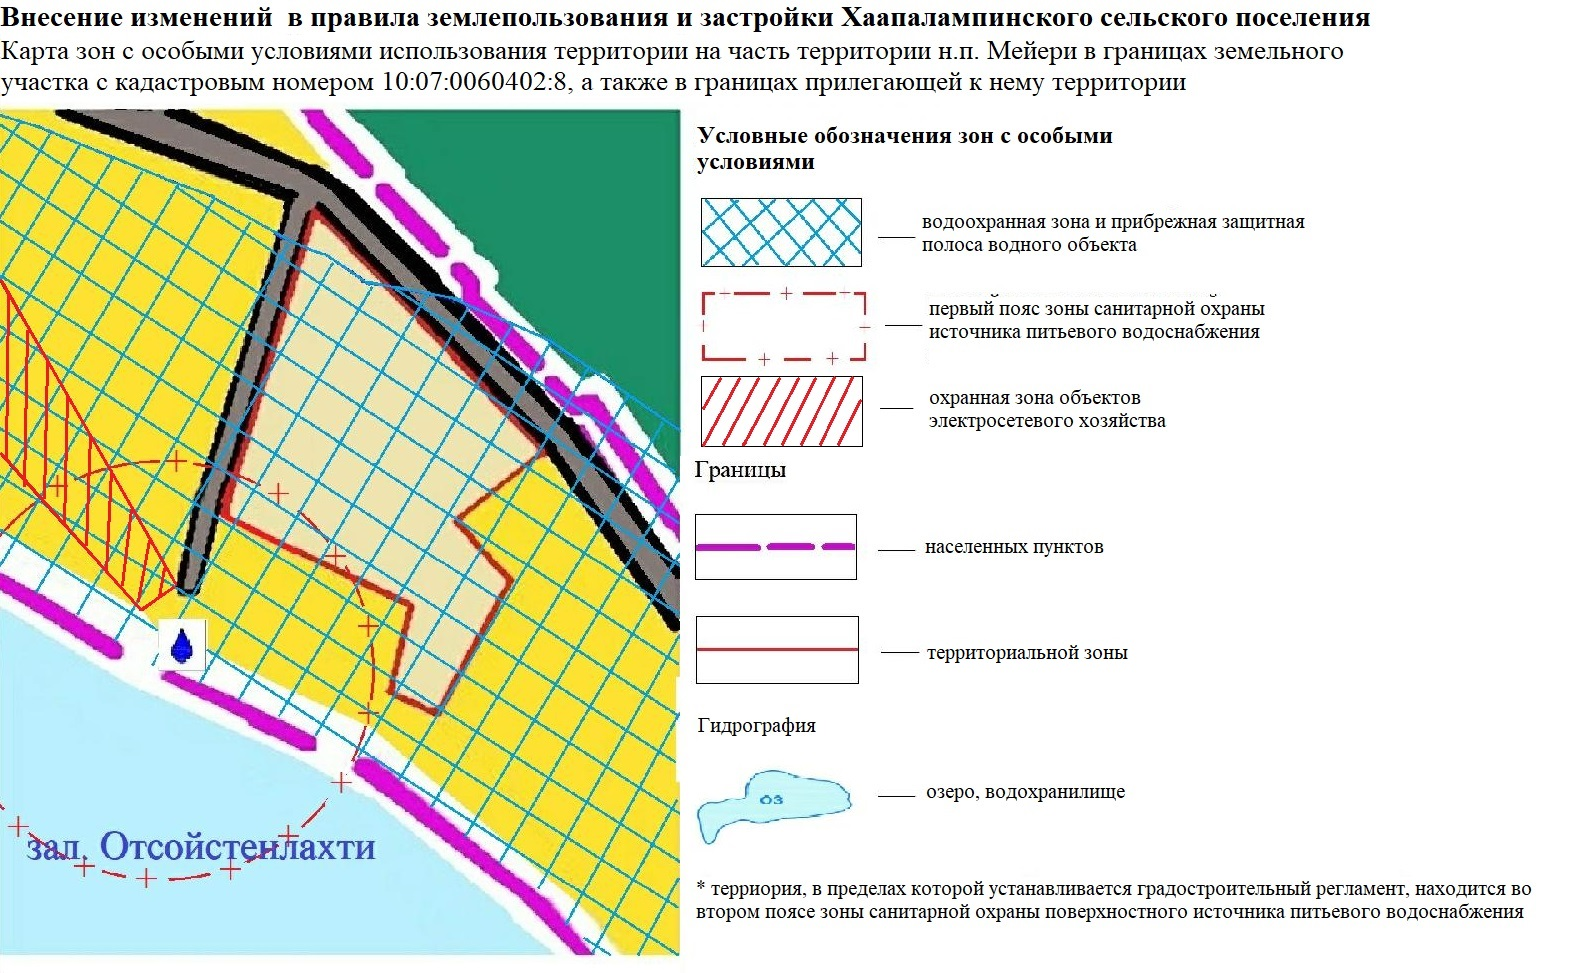 Внесение изменений в правила землепользования и застройки Хаапалампинского сельского поселения
Карта зон с особыми условиями использования территории на часть территории н.п. Мейери в границах земельного
участка с кадастровым номером 10:07:0060402:8, а также в границах прилегающей к нему территории
Условные обозначения зон с особыми
условиями
водоохранная зона и прибрежная защитная
полоса водного объекта
первый пояс зоны санитарной охраны
источника питьевого водоснабжения
охранная зона объектов
электросетевого хозяйства
Границы
населенных пунктов
территориальной зоны
Гидрография
оз
озеро, водохранилище
зал. Отсойстенлахти
* терриория, в пределах которой устанавливается градостроительный регламент, находится во
втором поясе зоны санитарной охраны поверхностного источника питьевого водоснабжения